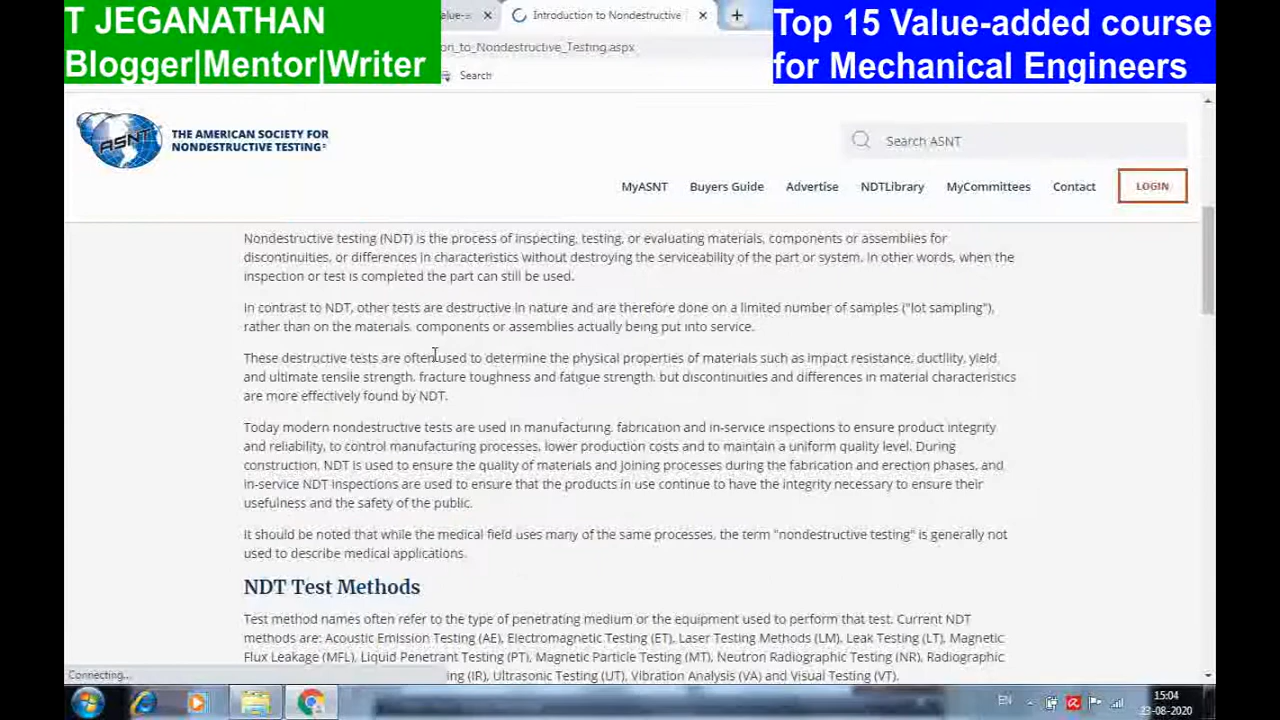 T JEGANATHAN
Blogger|Mentor|Writer
Top 15 Value-added course
for Mechanical Engineers
Introduction to Nondestructive
on_to_Nondestructive_Testing.aspx
Search
ASNT
THE AMERICAN SOCIETY FOR
NONDESTRUCTIVE TESTING
Search ASNT
MyASNT Buyers Guide Advertise NDTLibrary MyCommittees Contact LOGIN
Nondestructive testing (NDT) is the process of inspecting, testing, or evaluating materials, components or assemblies for
discontinuities, or differences in characteristics without destroying the serviceability of the part or system. In other words, when the
inspection or test is completed the part can still be used.
In contrast to NDT, other tests are destructive in nature and are therefore done on a limited number of samples ("lot sampling"),
rather than on the materials, components or assemblies actually being put into service.
These destructive tests are often used to determine the physical properties of materials such as impact resistance, ductility, yield
and ultimate tensile strength, fracture toughness and fatigue strength, but discontinuities and differences in material characteristics
are more effectively found by NDT.
Today modern nondestructive tests are used in manufacturing, fabrication and in-service inspections to ensure product integrity
and reliability, to control manufacturing processes, lower production costs and to maintain a uniform quality level. During
construction, NDT is used to ensure the quality of materials and joining processes during the fabrication and erection phases, and
in-service NDT inspections are used to ensure that the products in use continue to have the integrity necessary to ensure their
usefulness and the safety of the public.
It should be noted that while the medical field uses many of the same processes, the term "nondestructive testing" is generally not
used to describe medical applications.
NDT Test Methods
Test method names often refer to the type of penetrating medium or the equipment used to perform that test. Current NDT
methods are: Acoustic Emission Testing (AE), Electromagnetic Testing (ET), Laser Testing Methods (LM), Leak Testing (LT), Magnetic
Flux Leakage (MFL), Liquid Penetrant Testing (PT), Magnetic Particle Testing (MT), Neutron Radiographic Testing (NR), Radiographic
ing (IR), Ultrasonic Testing (UT), Vibration Analysis (VA) and Visual Testing (VT).
Connecting...
EN
15:04
23-08-2020